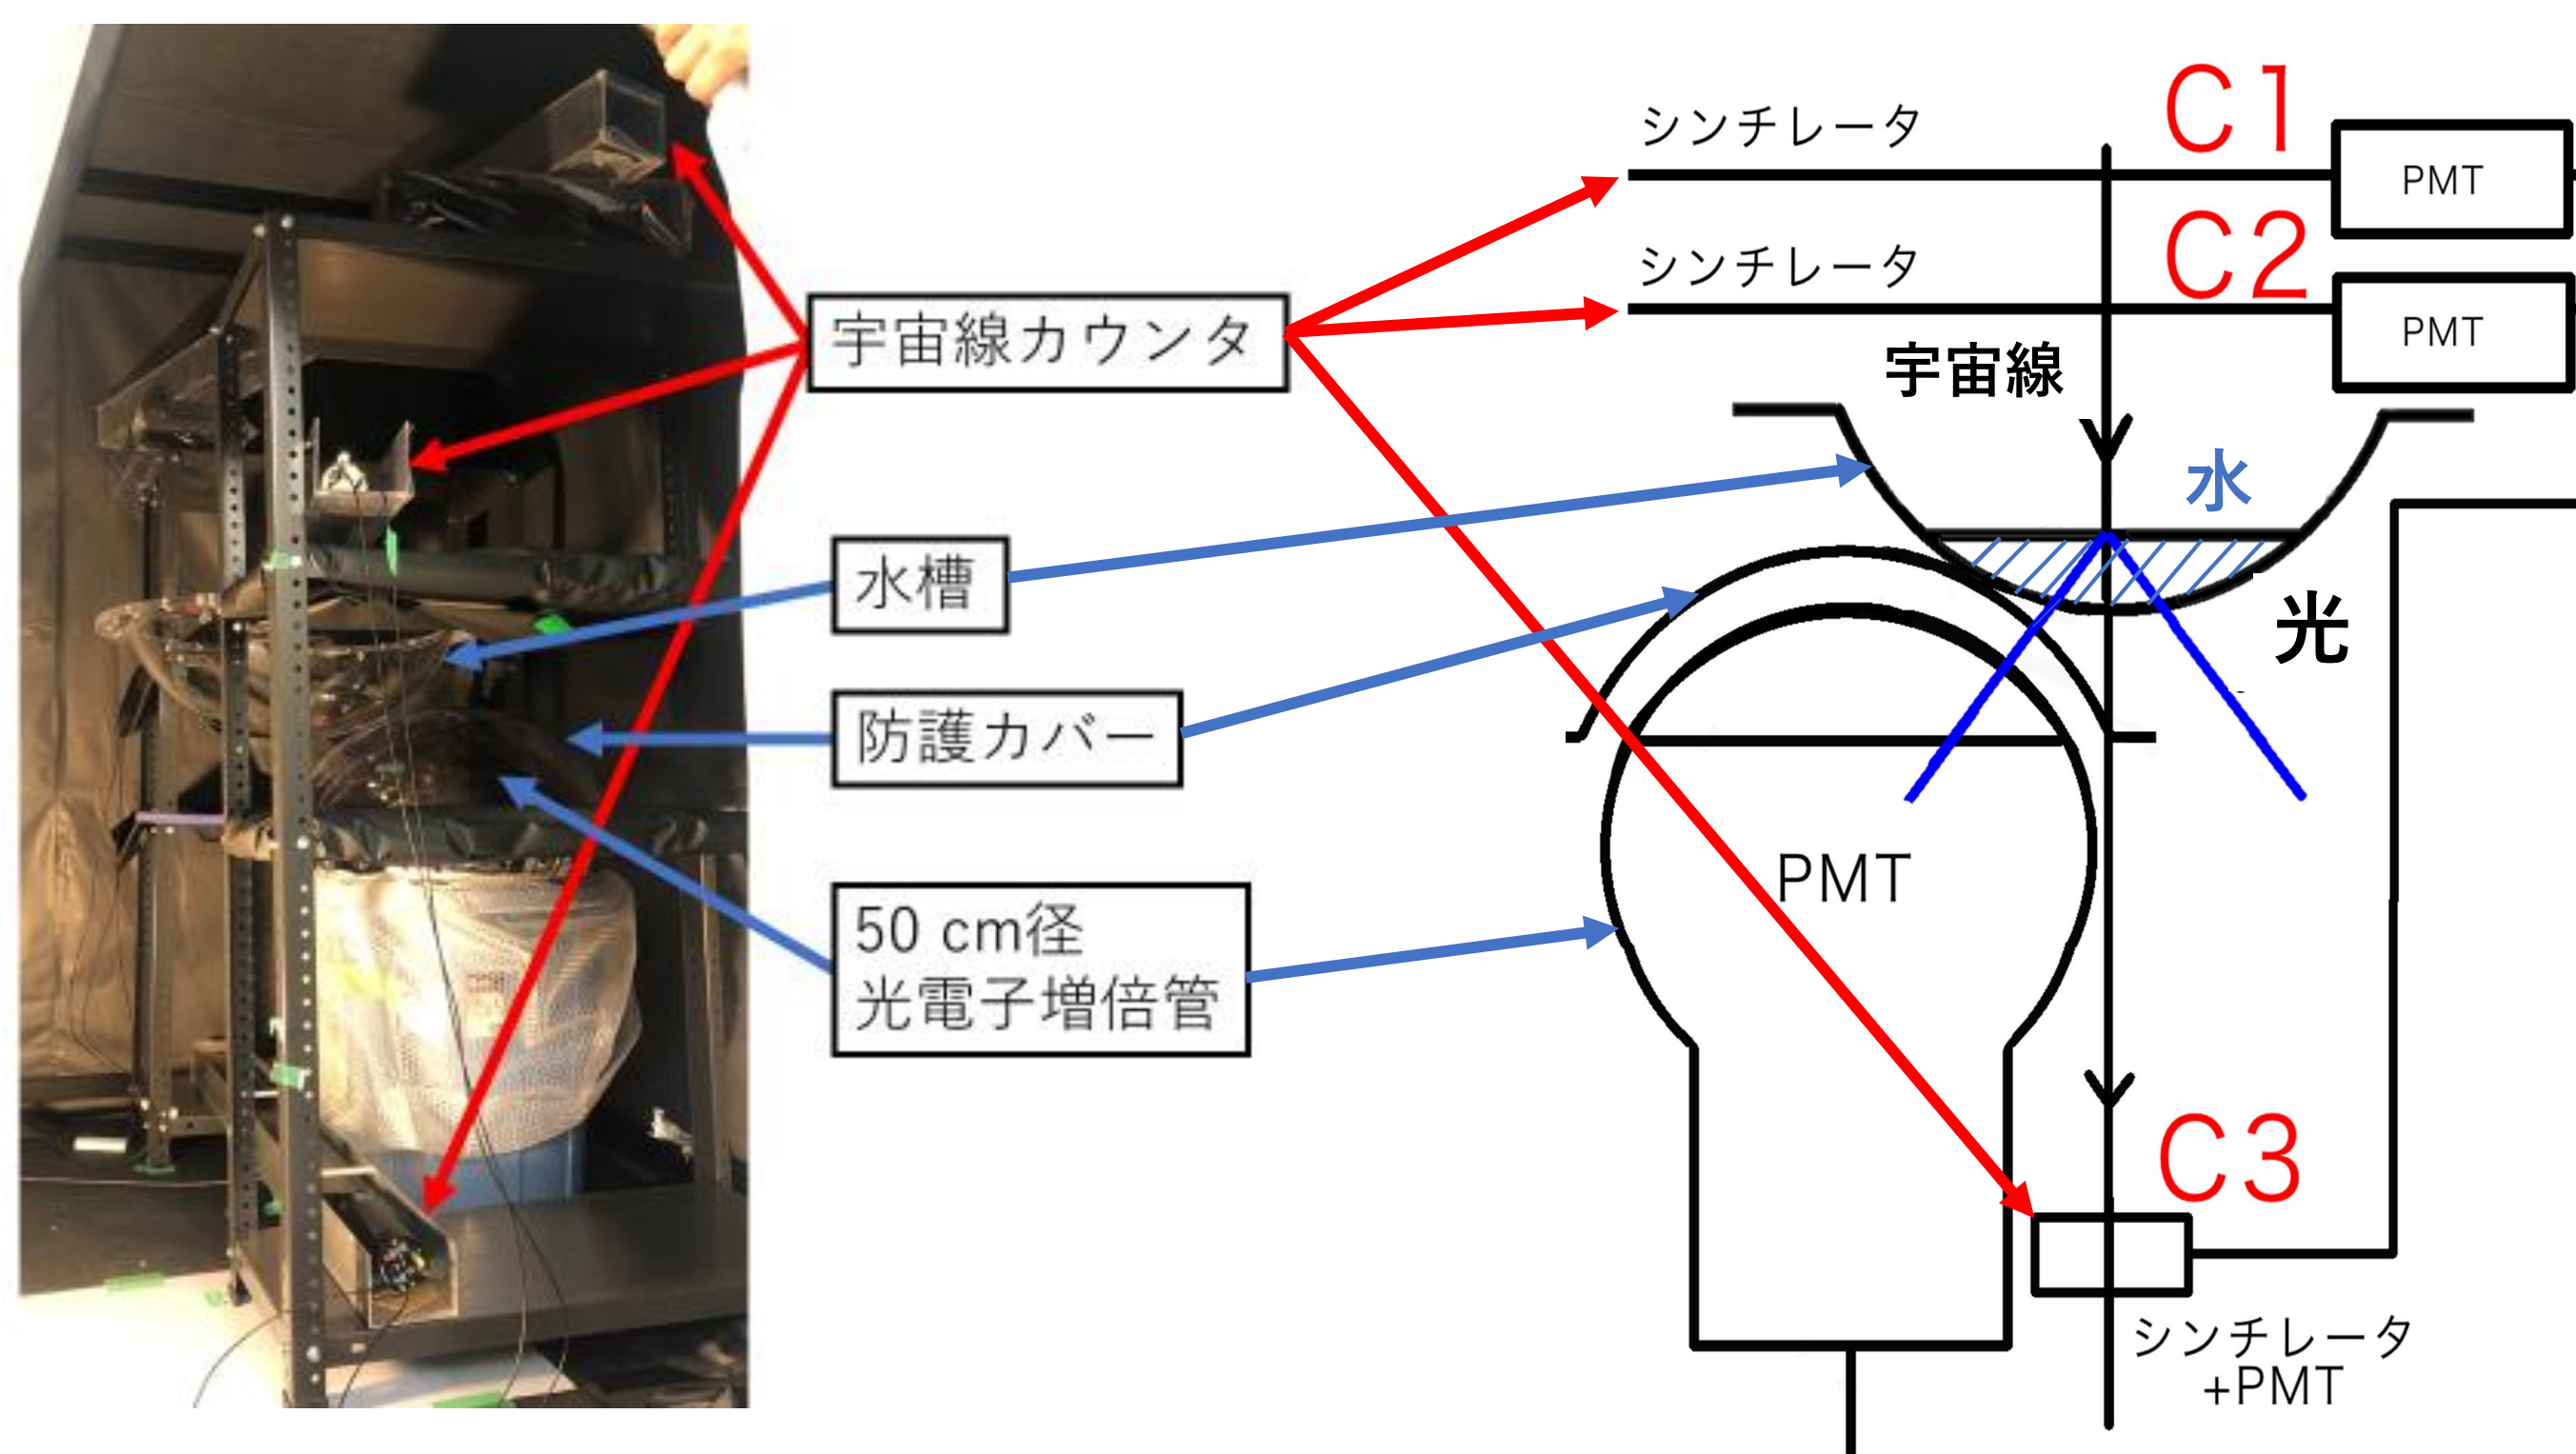 宇宙線カウンタ
水槽
防護カバー
50 cm径
光電子増倍管
シンチレータ
C1
PMT
シンチレータ
C2
PMT
宇宙線
水
光
PMT
C3
シンチレータ
+PMT